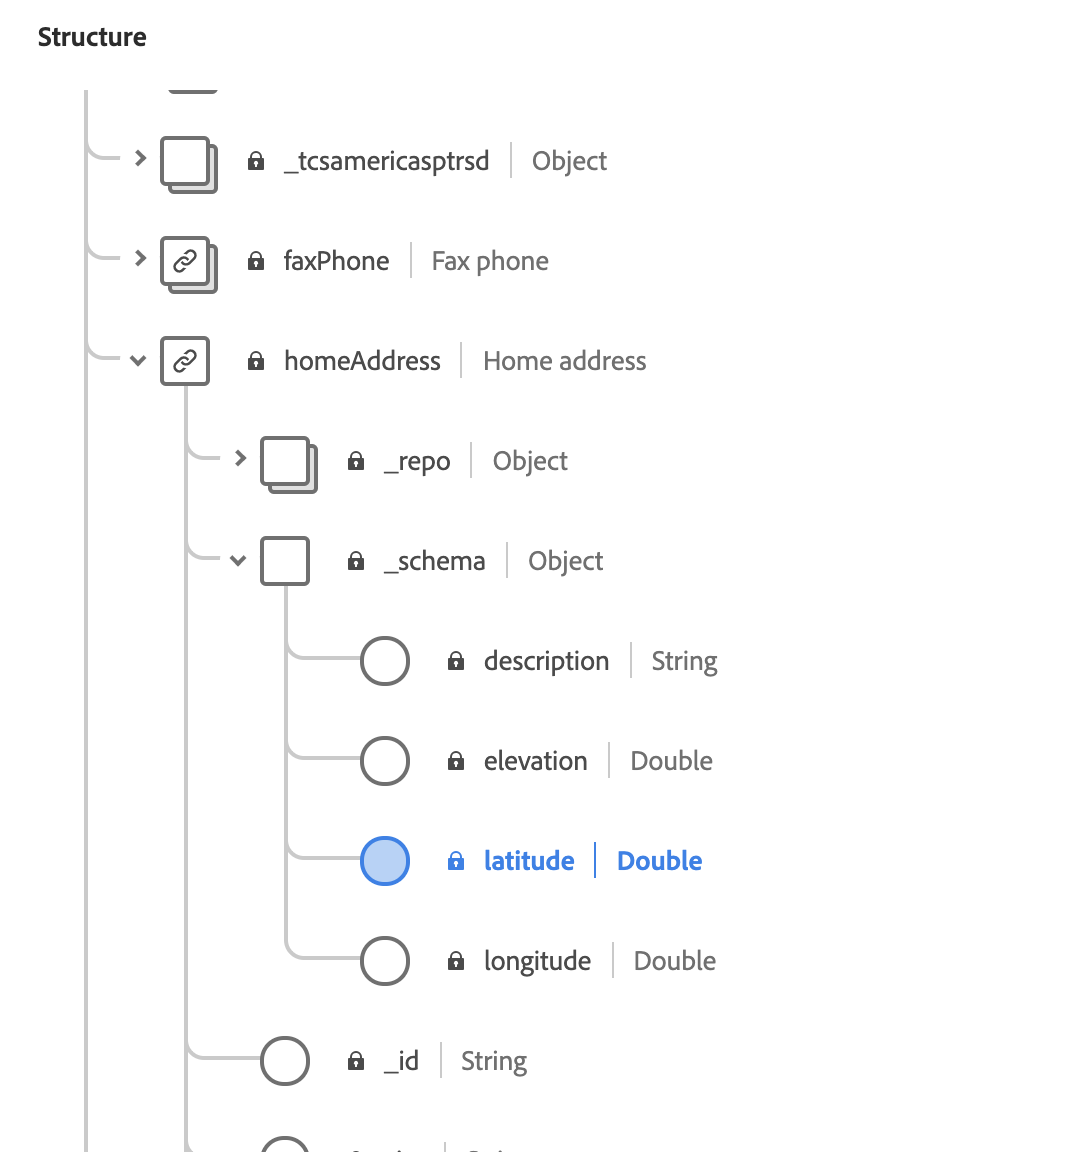 Structure
_tcsamericasptrsd Object
faxPhone Fax phone
homeAddress Home address
_repo Object
_schema Object
description String
elevation Double
latitude Double
longitude Double
_id String